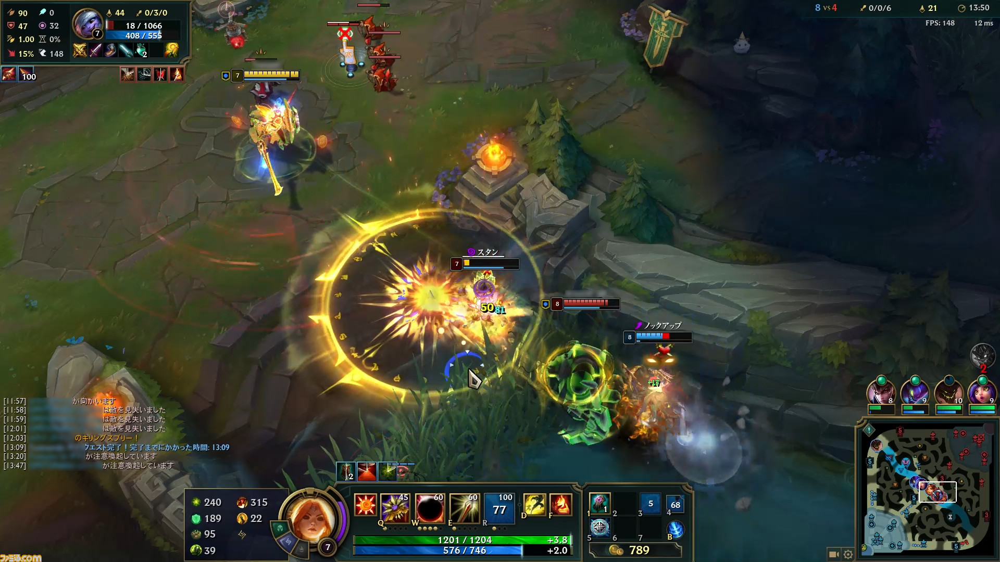 90 0
47 32
1.00 0%
15% 148
44 0/3/0
18 / 1066
408 / 555
7
2
100
8 vs 4 0/0/6 21 13:50
FPS: 148 12 ms
7
スタン
7
50 81
8
ノックアップ
8
+17
[11:57] が向かいます
[11:58] は敵を見失いました
[11:59] は敵を見失いました
[12:01] は敵を見失いました
[12:03] のキリングスプリー！
[13:09] クエスト完了！完了までにかかった時間: 13:09
[13:20] が注意喚起しています
[13:47] が注意喚起しています
2
8 9 10 9
2
240 315
189 22
95
39
7
45 60 60 100
77
Q W E R D F
1201 / 1204 +3.8
576 / 746 +2.0
1 1 2 3 5 4 68
5 6 7 B
789
5
5
3
5
3
5
ファミ通.com